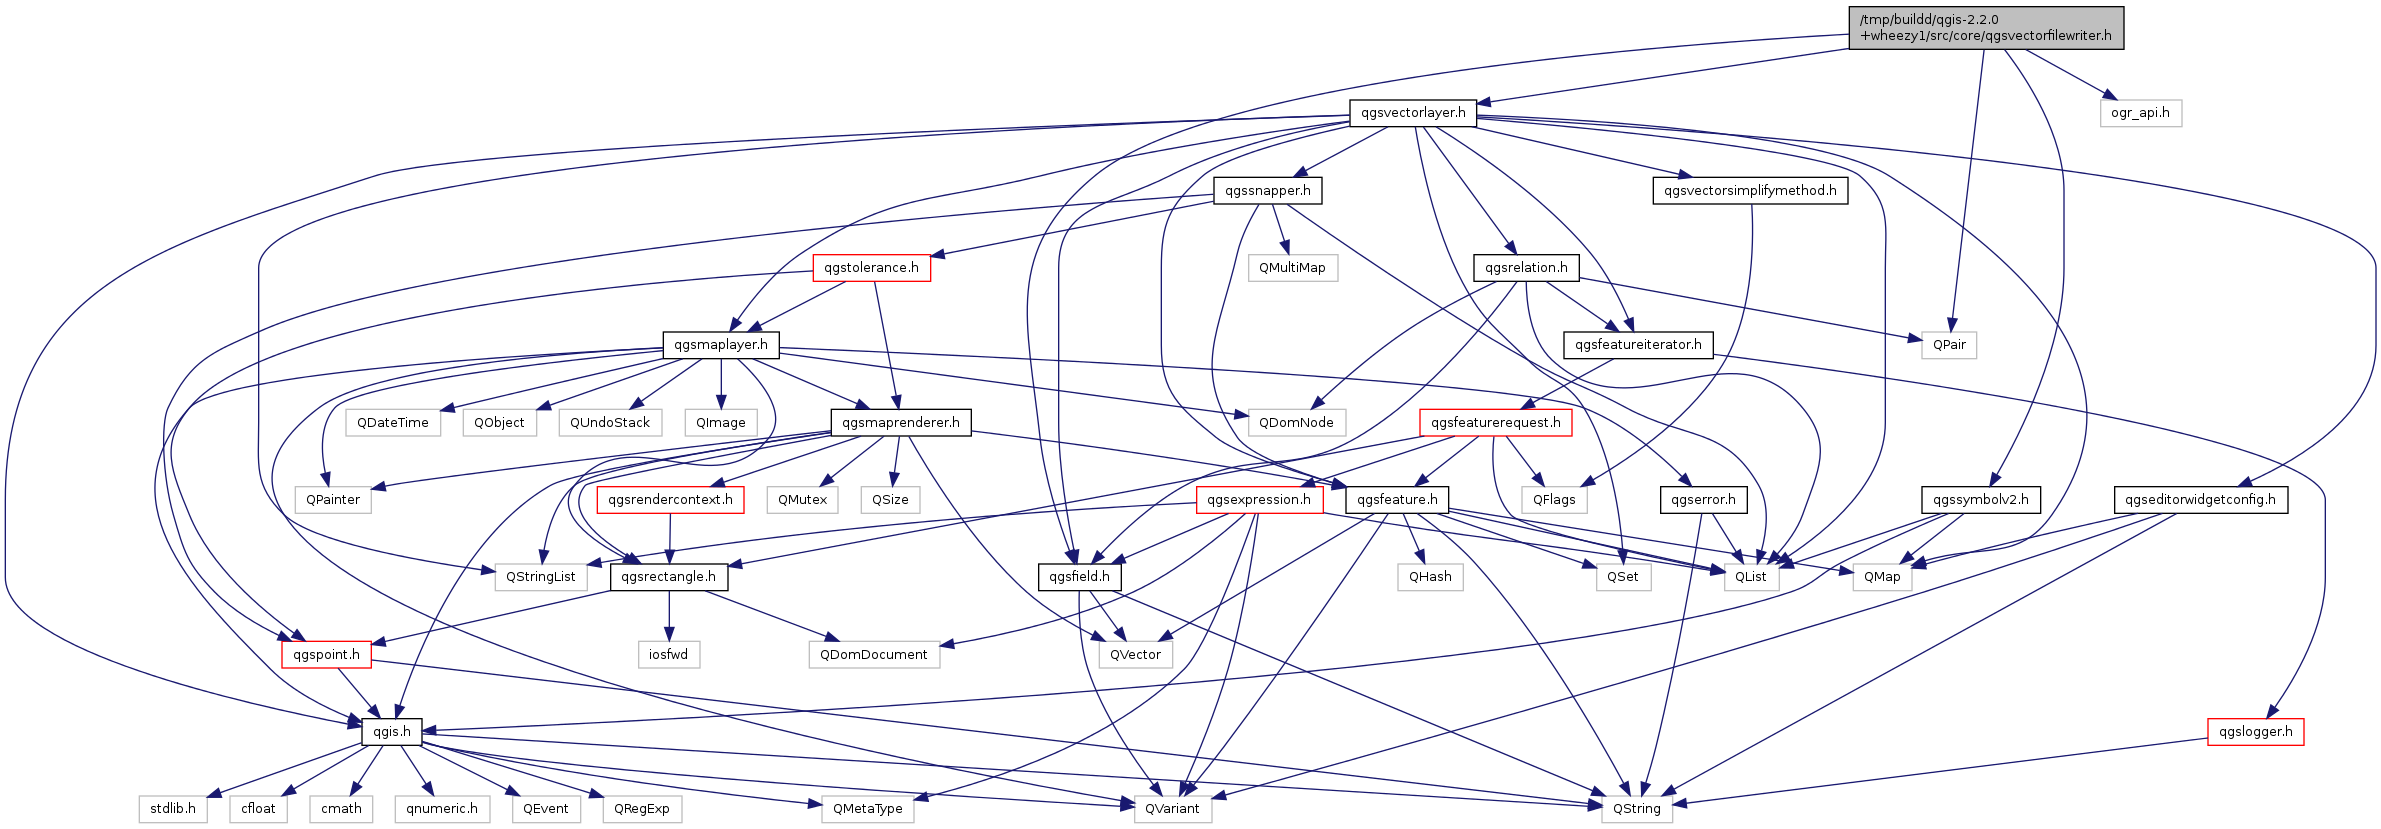 /tmp/buildd/qgis-2.2.0
+wheezy1/src/core/qgsvectorfilewriter.h
qgsvectorlayer.h
ogr_api.h
qgssnapper.h
qgsvectorsimplifymethod.h
qgstolerance.h
QMultiMap
qgsrelation.h
qgsmaplayer.h
qgsfeatureiterator.h
QPair
QDateTime
QObject
QUndoStack
QImage
qgsmaprenderer.h
QDomNode
qgsfeaturerequest.h
QPainter
qgsrendercontext.h
QMutex
QSize
qgsexpression.h
qgsfeature.h
QFlags
qgserror.h
qgssymbolv2.h
qgseditorwidgetconfig.h
QStringList
qgsrectangle.h
qgsfield.h
QHash
QSet
QList
QMap
qgspoint.h
iosfwd
QDomDocument
QVector
qgis.h
qgslogger.h
stdlib.h
cfloat
cmath
qnumeric.h
QEvent
QRegExp
QMetaType
QVariant
QString